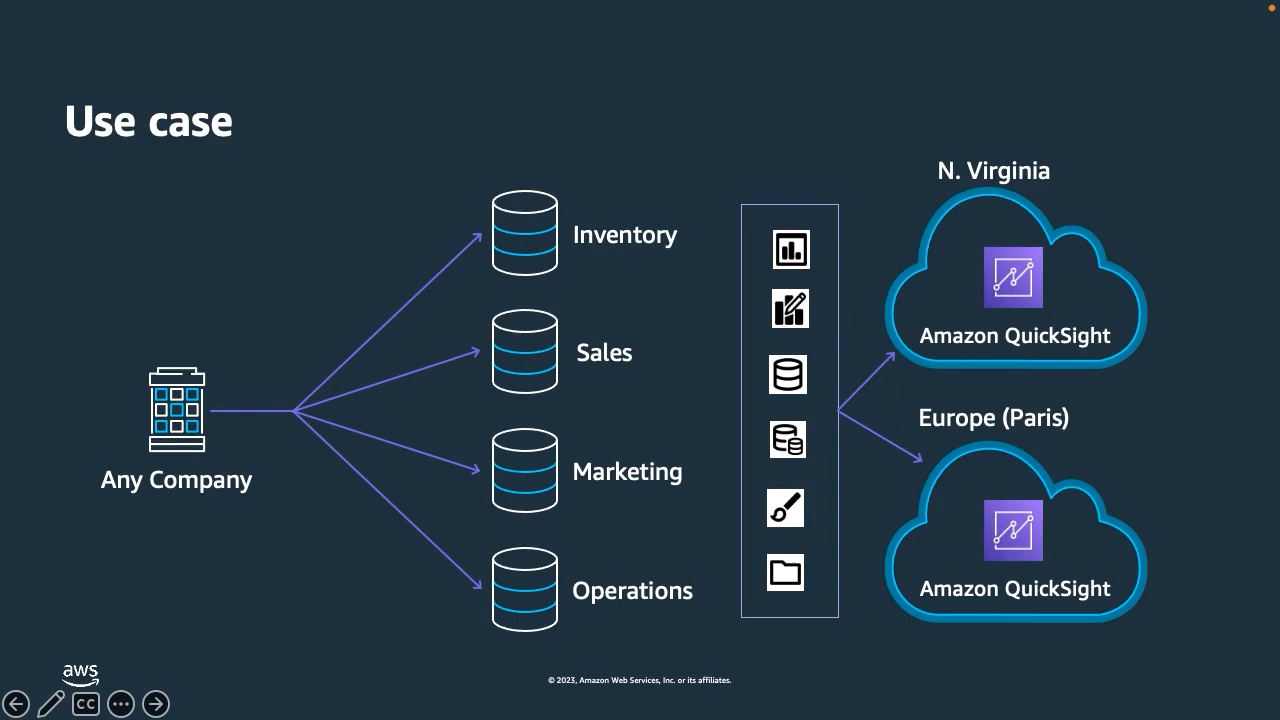 Use case
Any Company
Inventory
Sales
Marketing
Operations
N. Virginia
Amazon QuickSight
Europe (Paris)
Amazon QuickSight
aws
© 2023, Amazon Web Services, Inc. or its affiliates.
CC